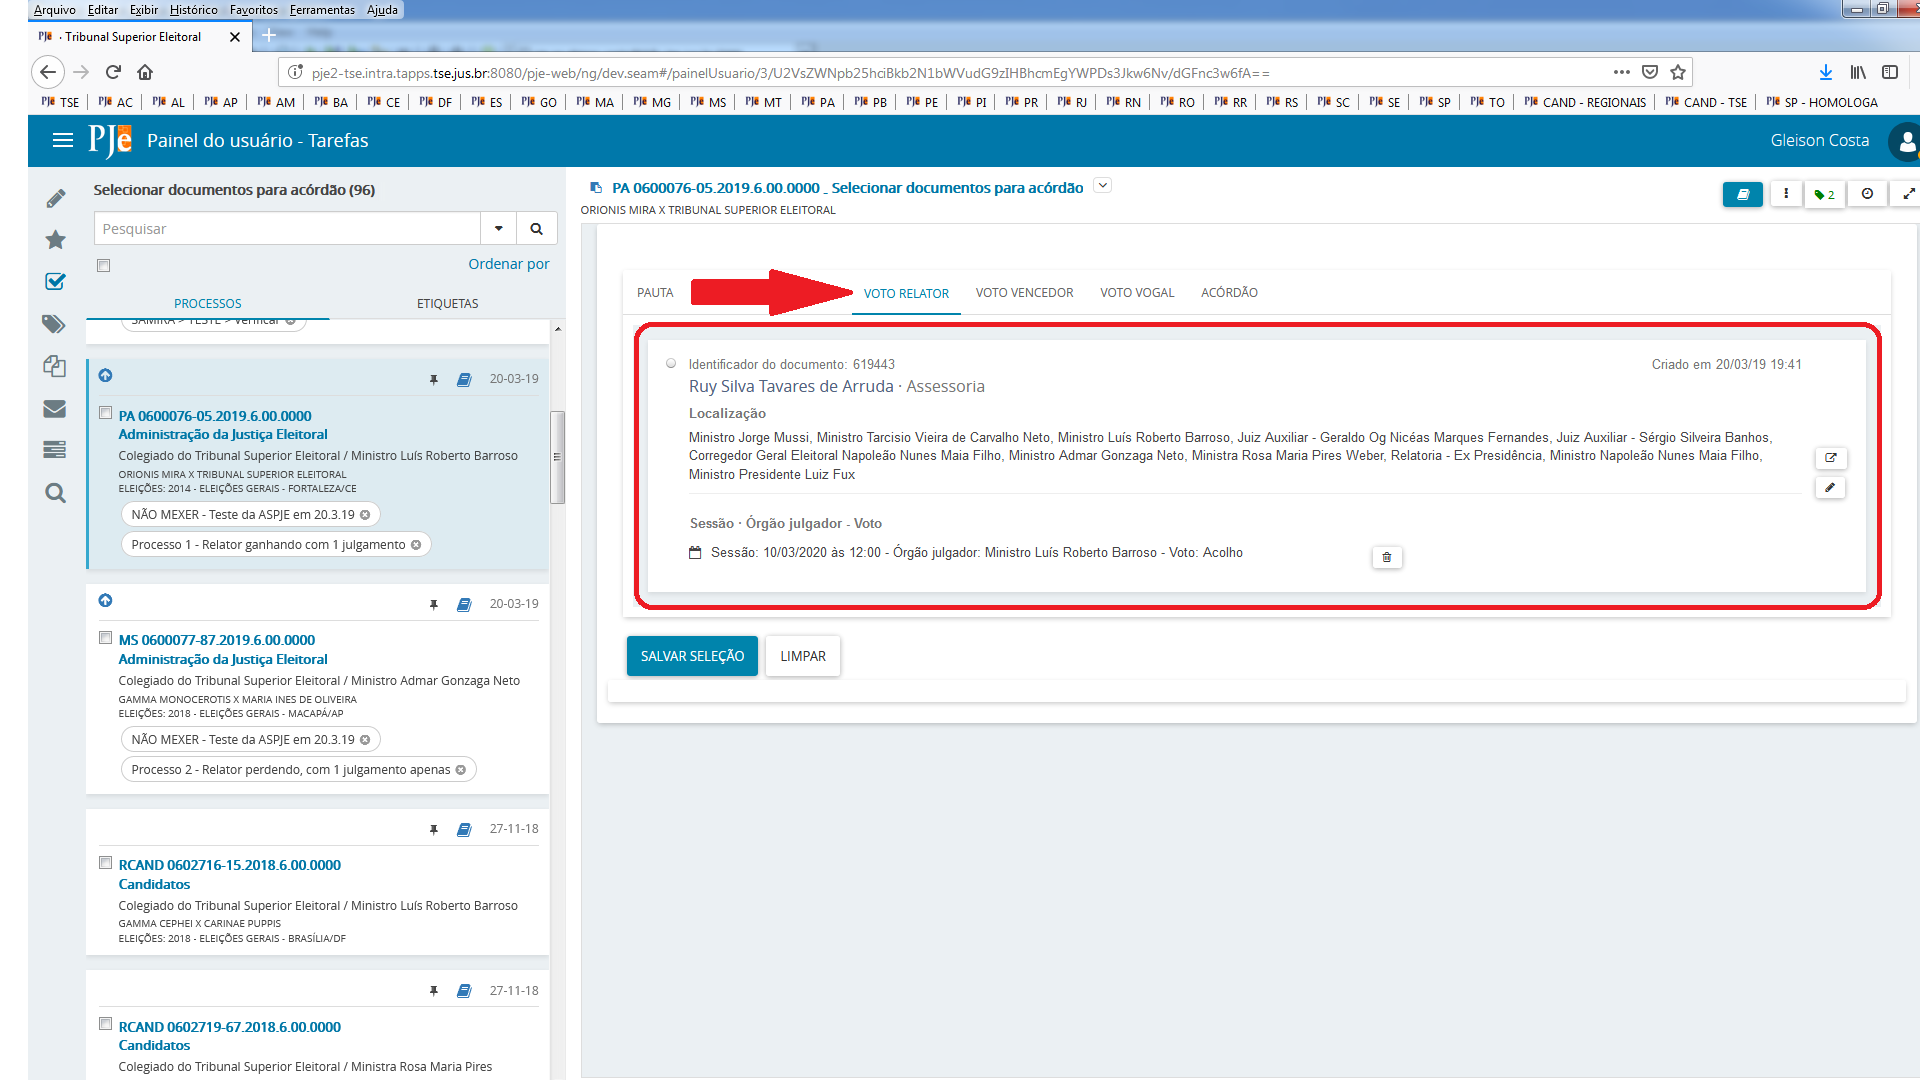 Arquivo Editar Exibir Histórico Favoritos Ferramentas Ajuda
PJe · Tribunal Superior Eleitoral
pje2-tse.intra.tapps.tse.jus.br:8080/pje-web/ng/dev.seam#/painelUsuario/3/U2VsZWNpb25hciBkb2N1bWVudG9zIHBhcmEgYWPDs3Jkw6Nv/dGFnc3w6fA==
PJe TSE PJe AC PJe AL PJe AP PJe AM PJe BA PJe CE PJe DF PJe ES PJe GO PJe MA PJe MG PJe MS PJe MT PJe PA PJe PB PJe PE PJe PI PJe PR PJe RJ PJe RN PJe RO PJe RR PJe RS PJe SC PJe SE PJe SP PJe TO PJe CAND - REGIONAIS PJe CAND - TSE PJe SP - HOMOLOGA
PJe Painel do usuário - Tarefas
Gleison Costa
Selecionar documentos para acórdão (96)
Pesquisar
Ordenar por
PROCESSOS ETIQUETAS
SAMIRA > TESTE > Verificar
20-03-19
PA 0600076-05.2019.6.00.0000
Administração da Justiça Eleitoral
Colegiado do Tribunal Superior Eleitoral / Ministro Luís Roberto Barroso
ORIONIS MIRA X TRIBUNAL SUPERIOR ELEITORAL
ELEIÇÕES: 2014 - ELEIÇÕES GERAIS - FORTALEZA/CE
NÃO MEXER - Teste da ASPJE em 20.3.19
Processo 1 - Relator ganhando com 1 julgamento
20-03-19
MS 0600077-87.2019.6.00.0000
Administração da Justiça Eleitoral
Colegiado do Tribunal Superior Eleitoral / Ministro Admar Gonzaga Neto
GAMMA MONOCEROTIS X MARIA INES DE OLIVEIRA
ELEIÇÕES: 2018 - ELEIÇÕES GERAIS - MACAPÁ/AP
NÃO MEXER - Teste da ASPJE em 20.3.19
Processo 2 - Relator perdendo, com 1 julgamento apenas
27-11-18
RCAND 0602716-15.2018.6.00.0000
Candidatos
Colegiado do Tribunal Superior Eleitoral / Ministro Luís Roberto Barroso
GAMMA CEPHEI X CARINAE PUPPIS
ELEIÇÕES: 2018 - ELEIÇÕES GERAIS - BRASÍLIA/DF
27-11-18
RCAND 0602719-67.2018.6.00.0000
Candidatos
Colegiado do Tribunal Superior Eleitoral / Ministra Rosa Maria Pires
PA 0600076-05.2019.6.00.0000 _ Selecionar documentos para acórdão
ORIONIS MIRA X TRIBUNAL SUPERIOR ELEITORAL
2
PAUTA VOTO RELATOR VOTO VENCEDOR VOTO VOGAL ACÓRDÃO
Identificador do documento: 619443
Criado em 20/03/19 19:41
Ruy Silva Tavares de Arruda · Assessoria
Localização
Ministro Jorge Mussi, Ministro Tarcisio Vieira de Carvalho Neto, Ministro Luís Roberto Barroso, Juiz Auxiliar - Geraldo Og Nicéas Marques Fernandes, Juiz Auxiliar - Sérgio Silveira Banhos,
Corregedor Geral Eleitoral Napoleão Nunes Maia Filho, Ministro Admar Gonzaga Neto, Ministra Rosa Maria Pires Weber, Relatoria - Ex Presidência, Ministro Napoleão Nunes Maia Filho,
Ministro Presidente Luiz Fux
Sessão · Órgão julgador - Voto
Sessão: 10/03/2020 às 12:00 - Órgão julgador: Ministro Luís Roberto Barroso - Voto: Acolho
SALVAR SELEÇÃO LIMPAR